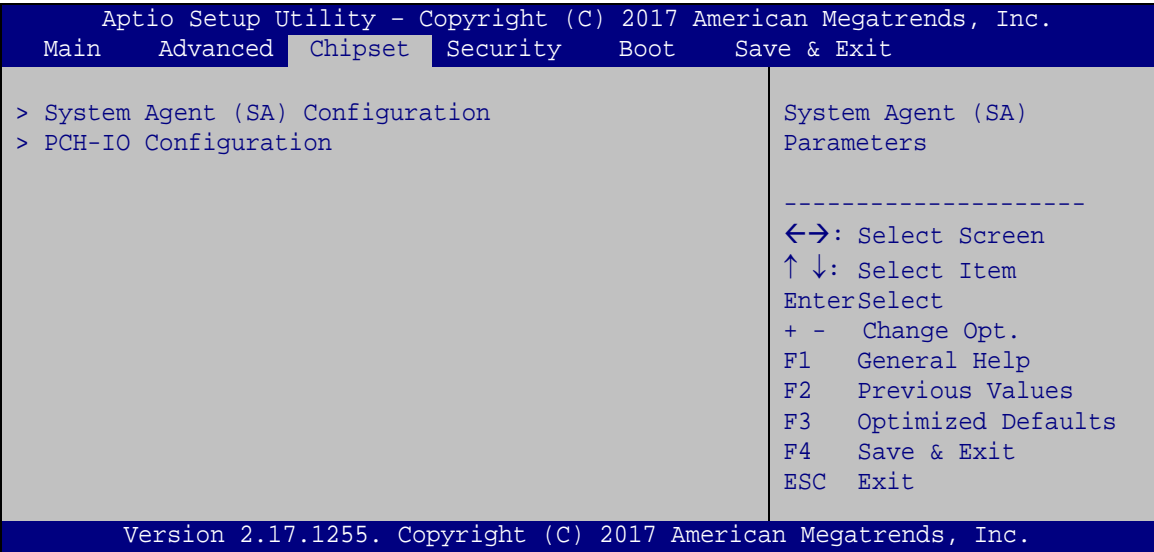 Aptio Setup Utility – Copyright (C) 2017 American Megatrends, Inc.
Main Advanced Chipset Security Boot Save & Exit
> System Agent (SA) Configuration
> PCH-IO Configuration
System Agent (SA)
Parameters
---------------------
←→: Select Screen
↑ ↓: Select Item
EnterSelect
+ - Change Opt.
F1 General Help
F2 Previous Values
F3 Optimized Defaults
F4 Save & Exit
ESC Exit
Version 2.17.1255. Copyright (C) 2017 American Megatrends, Inc.